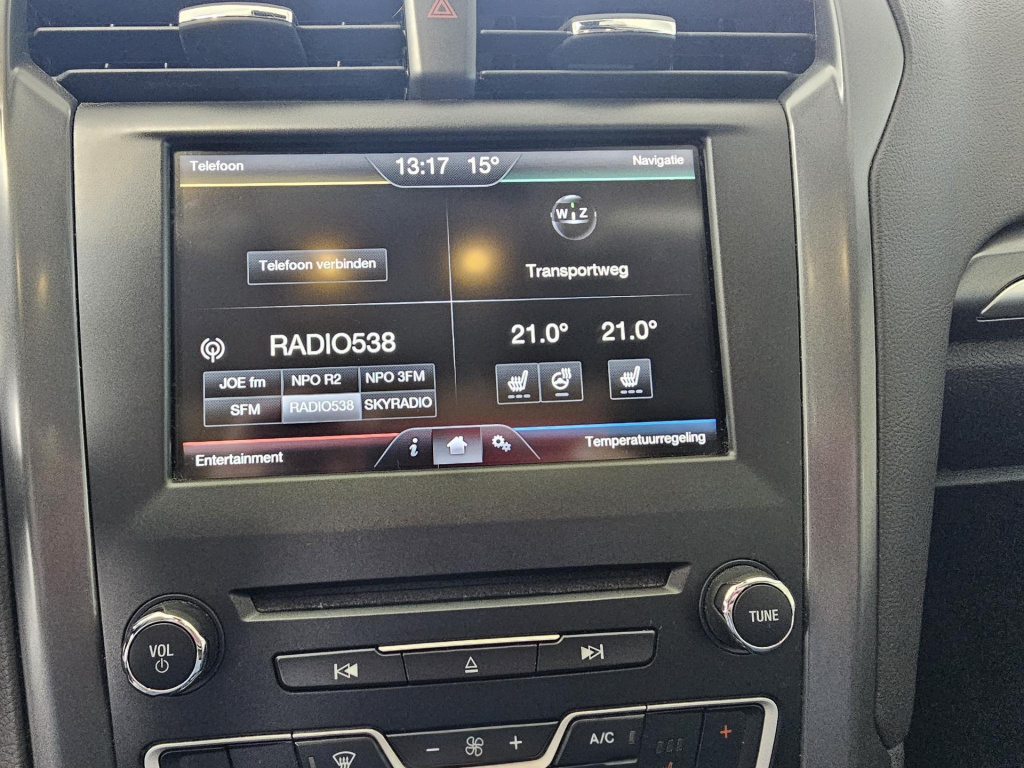 Telefoon
13:17 15°
Navigatie
W i Z
Telefoon verbinden
Transportweg
RADIO538
21.0° 21.0°
JOE fm NPO R2 NPO 3FM
SFM RADIO538 SKYRADIO
Entertainment
i
Temperatuurregeling
VOL
TUNE
A/C